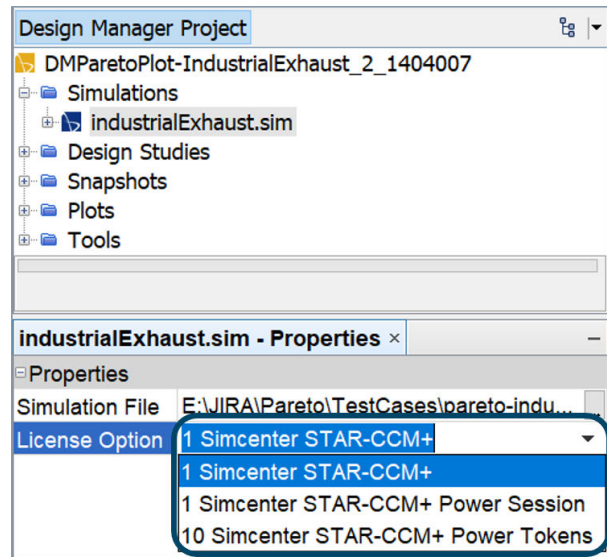 Design Manager Project
DMParetoPlot-IndustrialExhaust_2_1404007
Simulations
industrialExhaust.sim
Design Studies
Snapshots
Plots
Tools
industrialExhaust.sim - Properties ×
Properties
Simulation File E:\JIRA\Pareto\TestCases\pareto-indu... ...
License Option 1 Simcenter STAR-CCM+
1 Simcenter STAR-CCM+
1 Simcenter STAR-CCM+ Power Session
10 Simcenter STAR-CCM+ Power Tokens